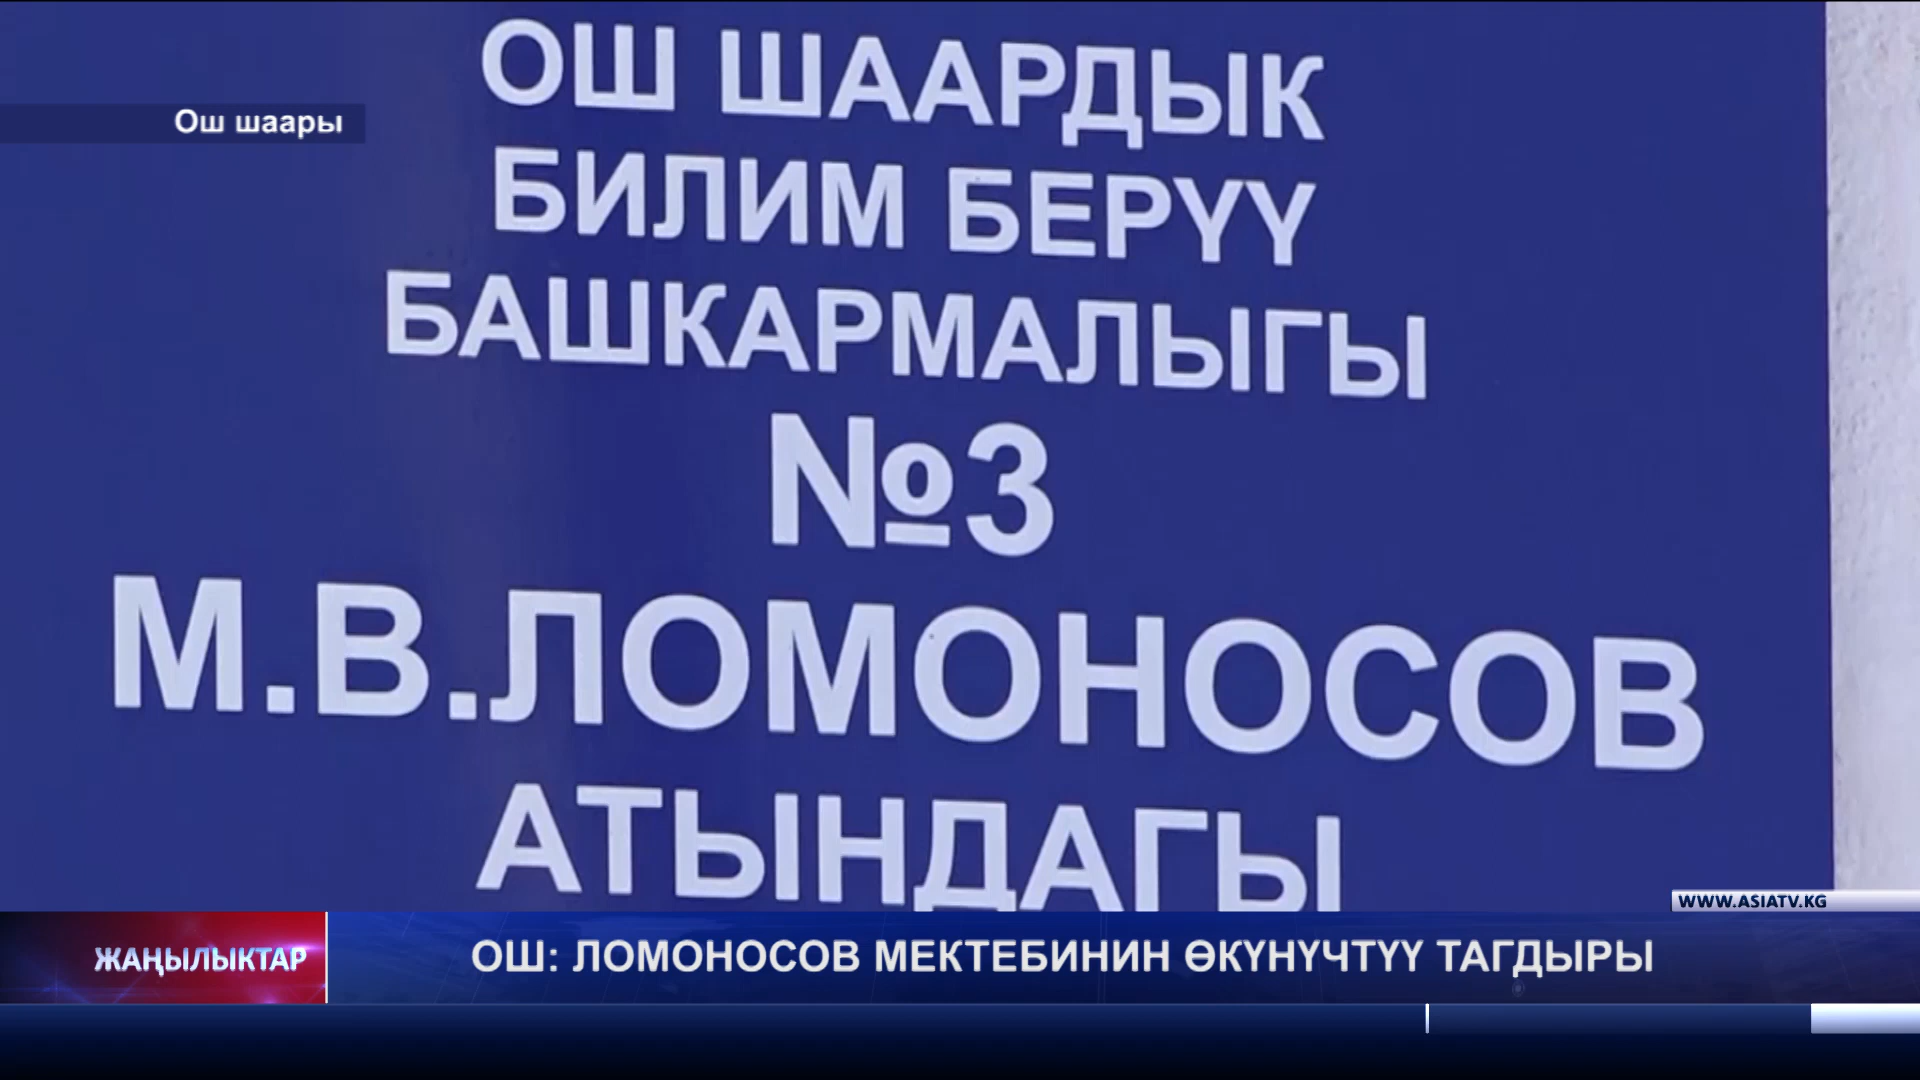 ОШ ШААРДЫК
Ош шаары
БИЛИМ БЕРҮҮ
БАШКАРМАЛЫГЫ
№3
М.В.ЛОМОНОСОВ
АТЫНДАГЫ
WWW.ASIATV.KG
ЖАҢЫЛЫКТАР
ОШ: ЛОМОНОСОВ МЕКТЕБИНИН ӨКҮНҮЧТҮҮ ТАГДЫРЫ